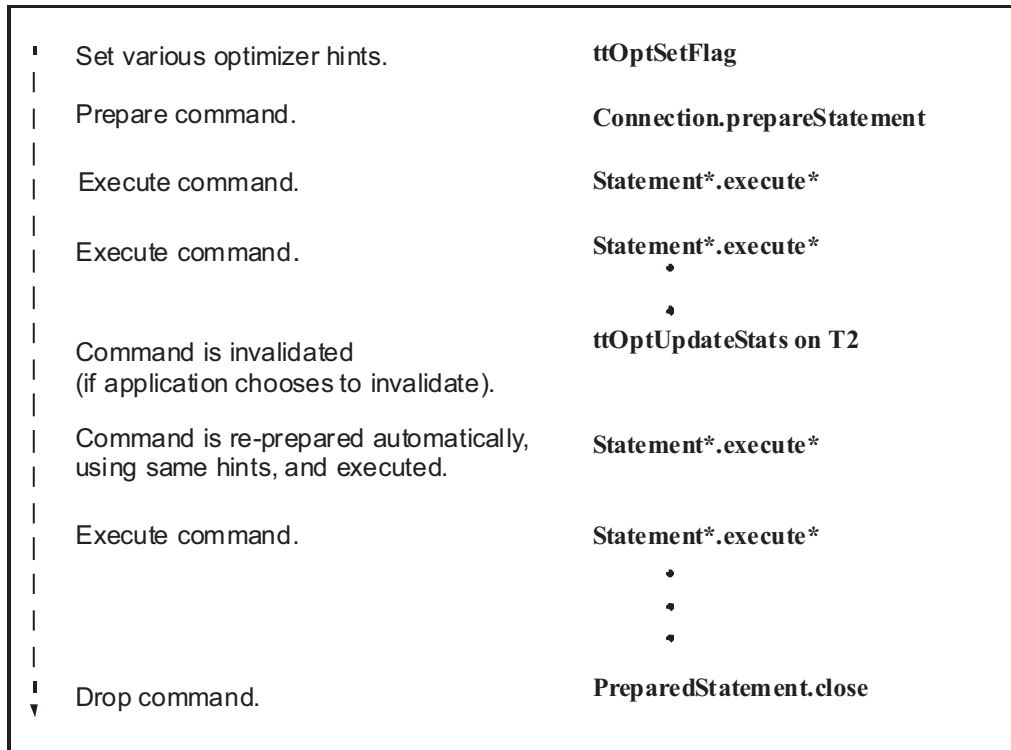 Set various optimizer hints. ttOptSetFlag
Prepare command. Connection.prepareStatement
Execute command. Statement*.execute*
Execute command. Statement*.execute*
Command is invalidated ttOptUpdateStats on T2
(if application chooses to invalidate).
Command is re-prepared automatically, Statement*.execute*
using same hints, and executed.
Execute command. Statement*.execute*
Drop command. PreparedStatement.close